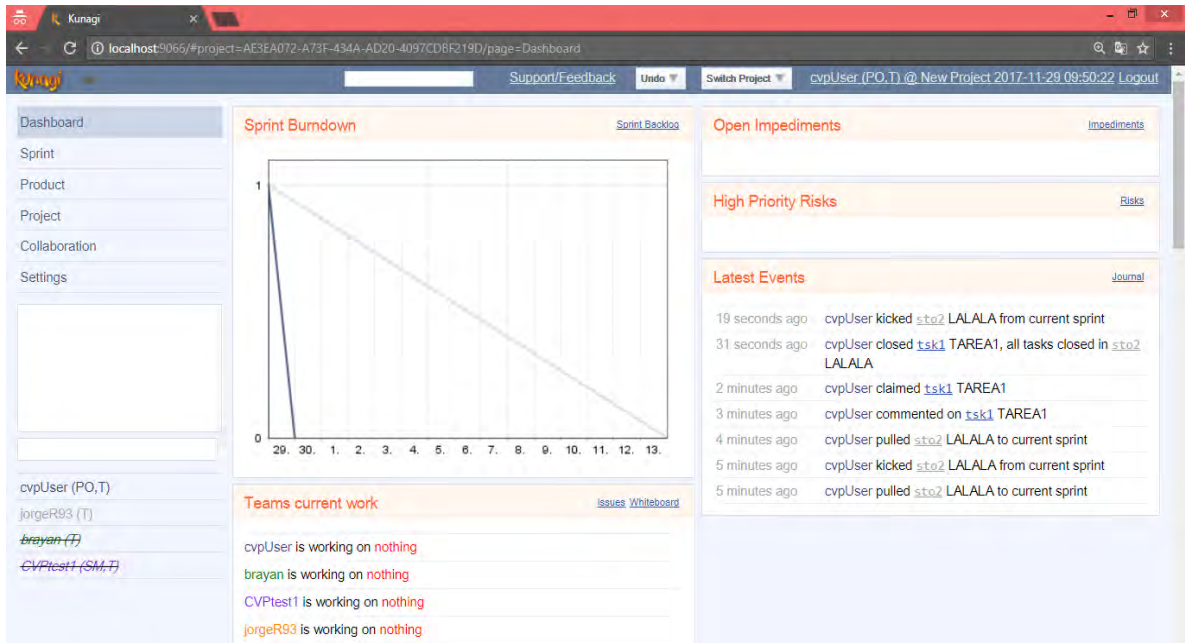 Kunagi
localhost:9066/#project=AE3EA072-A73F-434A-AD20-4097CDBF219D/page=Dashboard
kunagi
Support/Feedback
Undo
Switch Project
cvpUser (PO,T) @ New Project 2017-11-29 09:50:22 Logout
Dashboard
Sprint
Product
Project
Collaboration
Settings
cvpUser (PO,T)
jorgeR93 (T)
brayan (T)
CVPtest1 (SM,T)
Sprint Burndown
Sprint Backlog
1
0
29. 30. 1. 2. 3. 4. 5. 6. 7. 8. 9. 10. 11. 12. 13.
Teams current work
Issues Whiteboard
cvpUser is working on nothing
brayan is working on nothing
CVPtest1 is working on nothing
jorgeR93 is working on nothing
Open Impediments
Impediments
High Priority Risks
Risks
Latest Events
Journal
19 seconds ago cvpUser kicked sto2 LALALA from current sprint
31 seconds ago cvpUser closed tsk1 TAREA1, all tasks closed in sto2
LALALA
2 minutes ago cvpUser claimed tsk1 TAREA1
3 minutes ago cvpUser commented on tsk1 TAREA1
4 minutes ago cvpUser pulled sto2 LALALA to current sprint
5 minutes ago cvpUser kicked sto2 LALALA from current sprint
5 minutes ago cvpUser pulled sto2 LALALA to current sprint